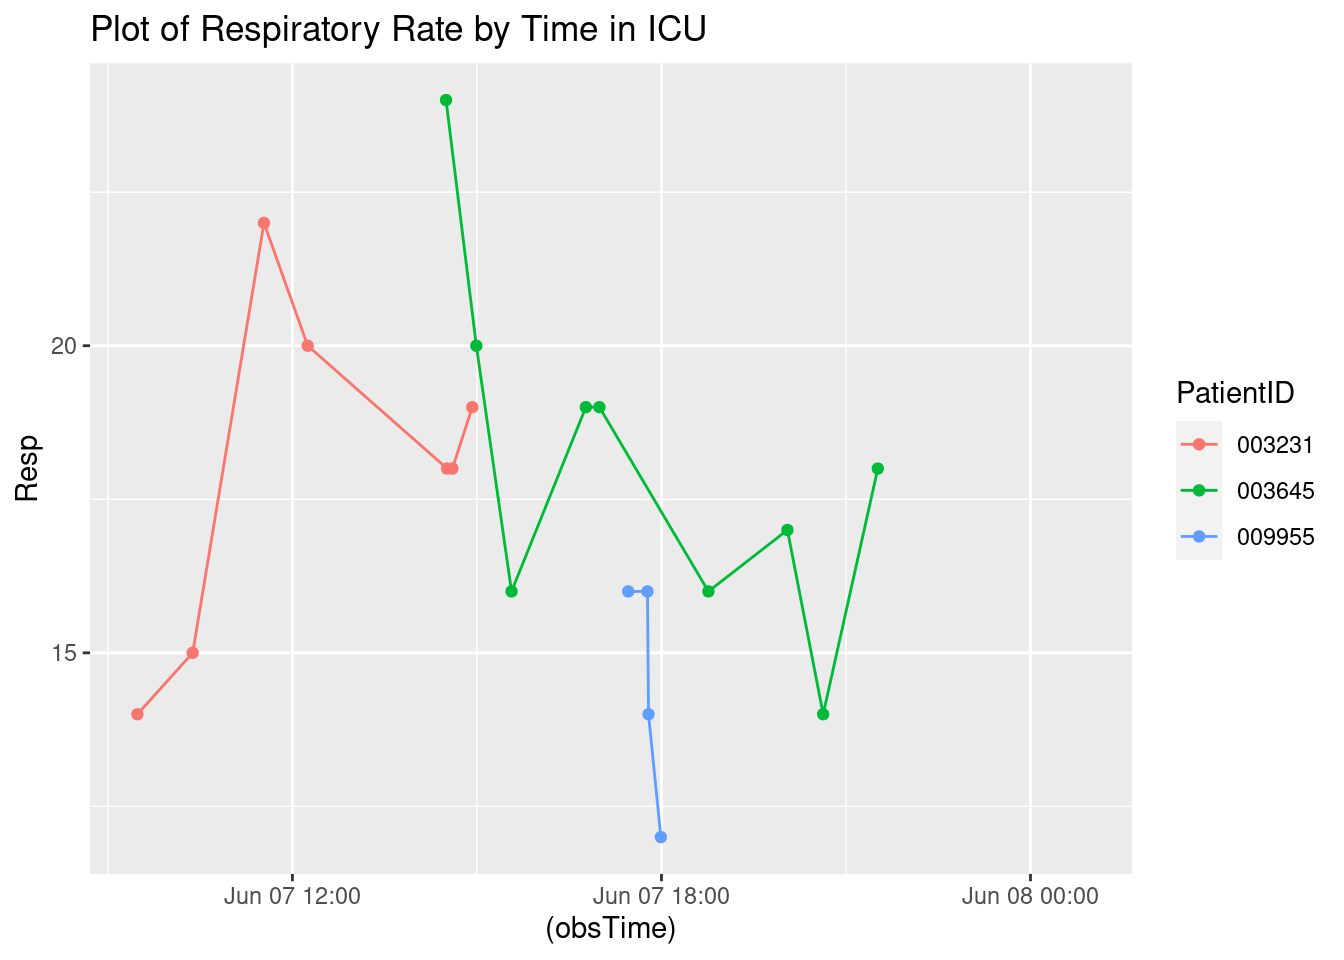 Plot of Respiratory Rate by Time in ICU
20
15
Resp
Jun 07 12:00
Jun 07 18:00
Jun 08 00:00
(obsTime)
PatientID
003231
003645
009955